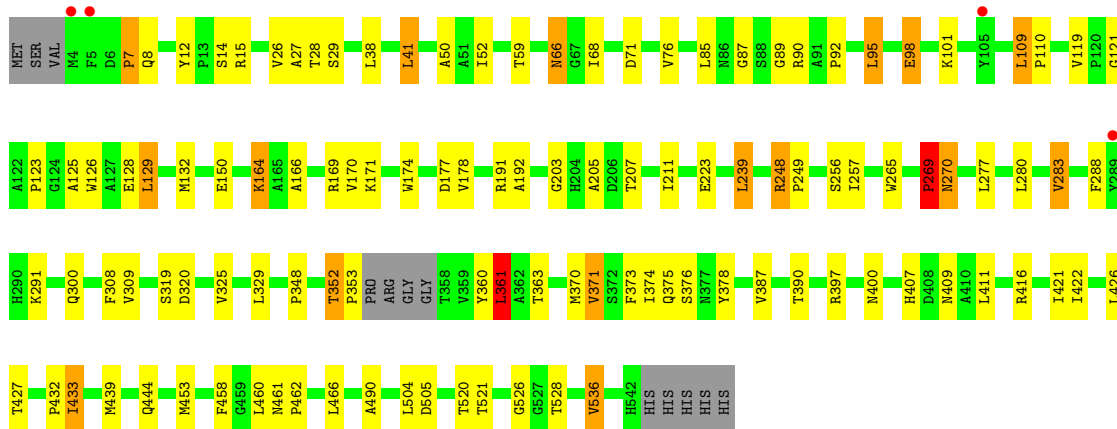 MET SER VAL M4 F5 D6 P7 Q8 Y12 P13 S14 R15 V26 A27 T28 S29 L38 L41 A50 A51 I52 T59 N66 G67 I68 D71 V76 L85 N86 G87 S88 G89 R90 A91 P92 L95 E98 K101 Y105 L109 P110 V119 P120 G121
A122 P123 G124 A125 W126 A127 E128 L129 M132 E150 K164 A165 A166 R169 V170 K171 W174 D177 V178 R191 A192 G203 H204 A205 D206 T207 I211 E223 L239 R248 P249 S256 I257 W265 P269 N270 L277 L280 V283 F288 Y289
H290 K291 Q300 F308 V309 S319 D320 V325 L329 P348 T352 P353 PRO ARG GLY GLY T358 V359 Y360 L361 A362 T363 M370 V371 S372 F373 I374 Q375 S376 N377 Y378 V387 T390 R397 N400 H407 D408 N409 A410 L411 R416 I421 I422 L426
T427 P432 I433 M439 Q444 M453 F458 G459 L460 N461 P462 L466 A490 L504 D505 T520 T521 G526 G527 T528 V536 H542 HIS HIS HIS HIS HIS